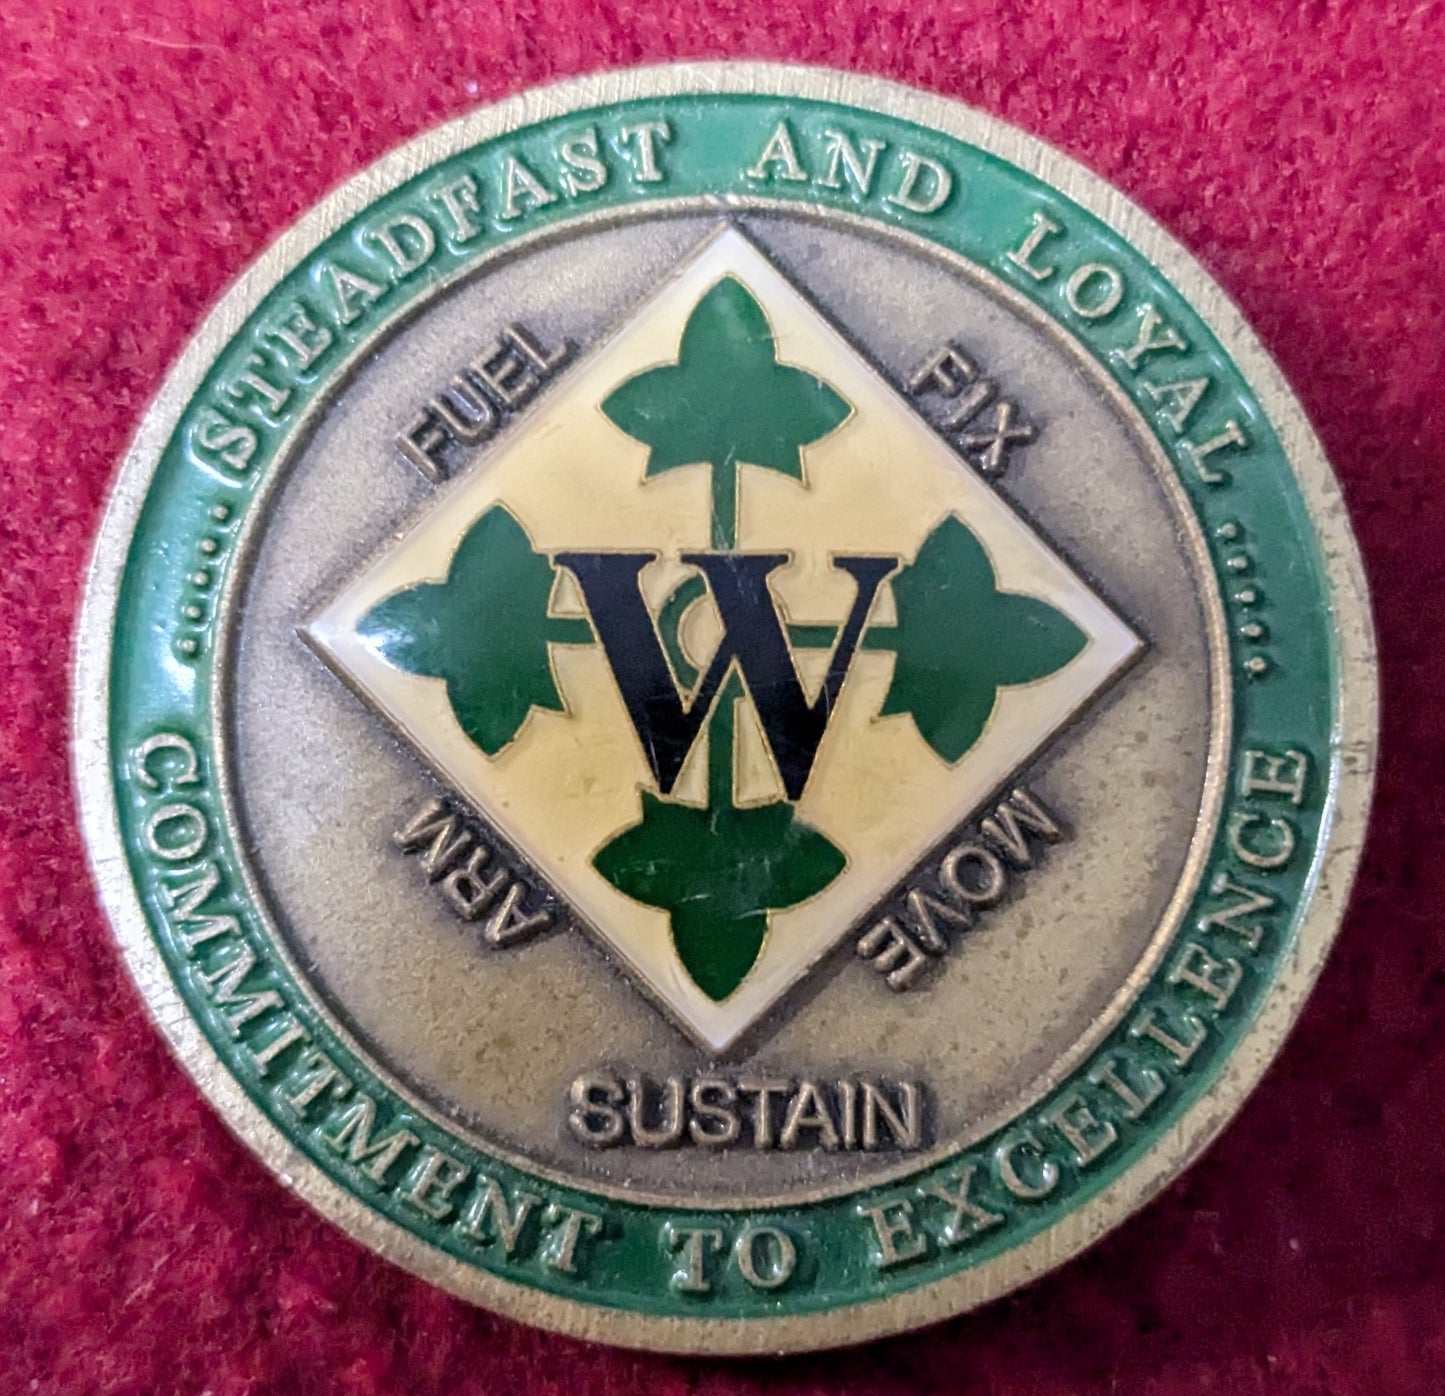 .....STEADFAST AND LOYAL.....
FUEL
FIX
W
ARM
MOVE
SUSTAIN
COMMITMENT TO EXCELLENCE